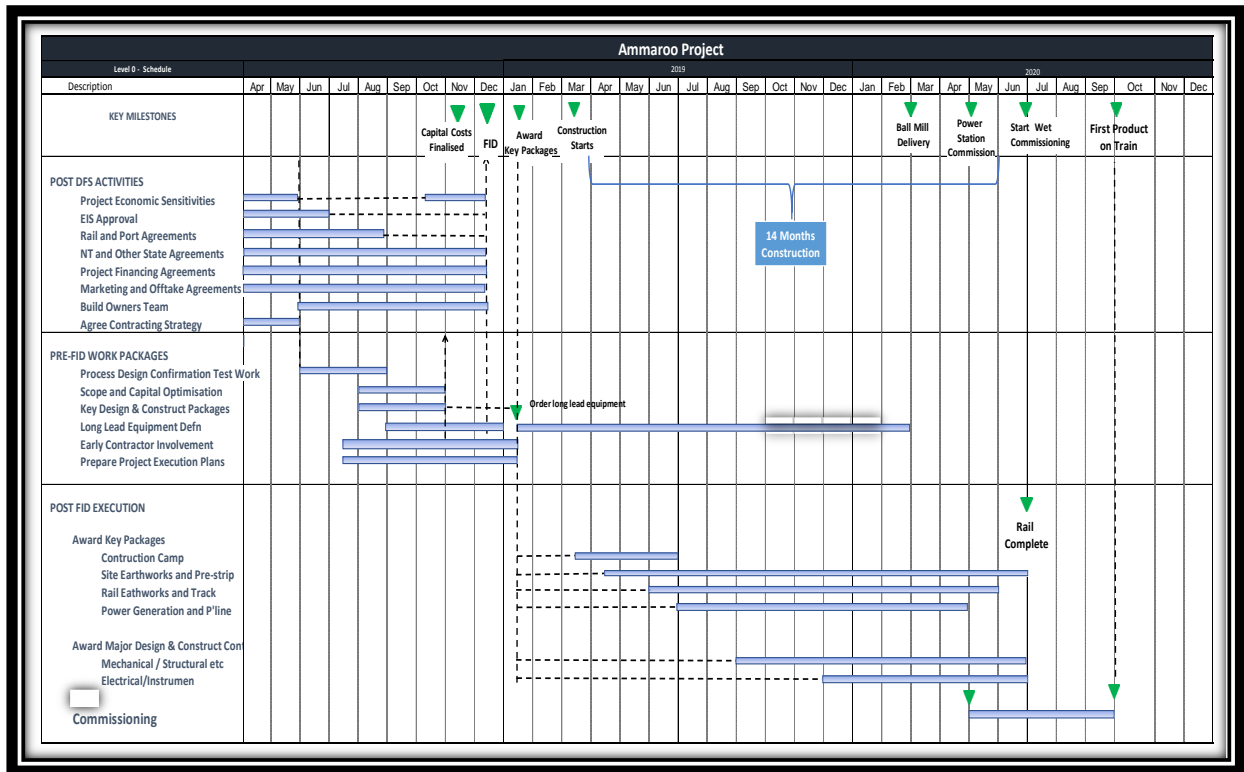 Ammaroo Project
Level 0 - Schedule 2019 2020
Description Apr May Jun Jul Aug Sep Oct Nov Dec Jan Feb Mar Apr May Jun Jul Aug Sep Oct Nov Dec Jan Feb Mar Apr May Jun Jul Aug Sep Oct Nov Dec
KEY MILESTONES
Capital Costs
Finalised
FID
Award
Key Packages
Construction
Starts
Ball Mill
Delivery
Power
Station
Commission
Start Wet
Commissioning
First Product
on Train
POST DFS ACTIVITIES
Project Economic Sensitivities
EIS Approval
Rail and Port Agreements
NT and Other State Agreements
Project Financing Agreements
Marketing and Offtake Agreements
Build Owners Team
Agree Contracting Strategy
14 Months
Construction
PRE-FID WORK PACKAGES
Process Design Confirmation Test Work
Scope and Capital Optimisation
Key Design & Construct Packages
Order long lead equipment
Long Lead Equipment Defn
Early Contractor Involvement
Prepare Project Execution Plans
POST FID EXECUTION
Rail
Complete
Award Key Packages
Contruction Camp
Site Earthworks and Pre-strip
Rail Eathworks and Track
Power Generation and P'line
Award Major Design & Construct Cont
Mechanical / Structural etc
Electrical/Instrumen
Commissioning